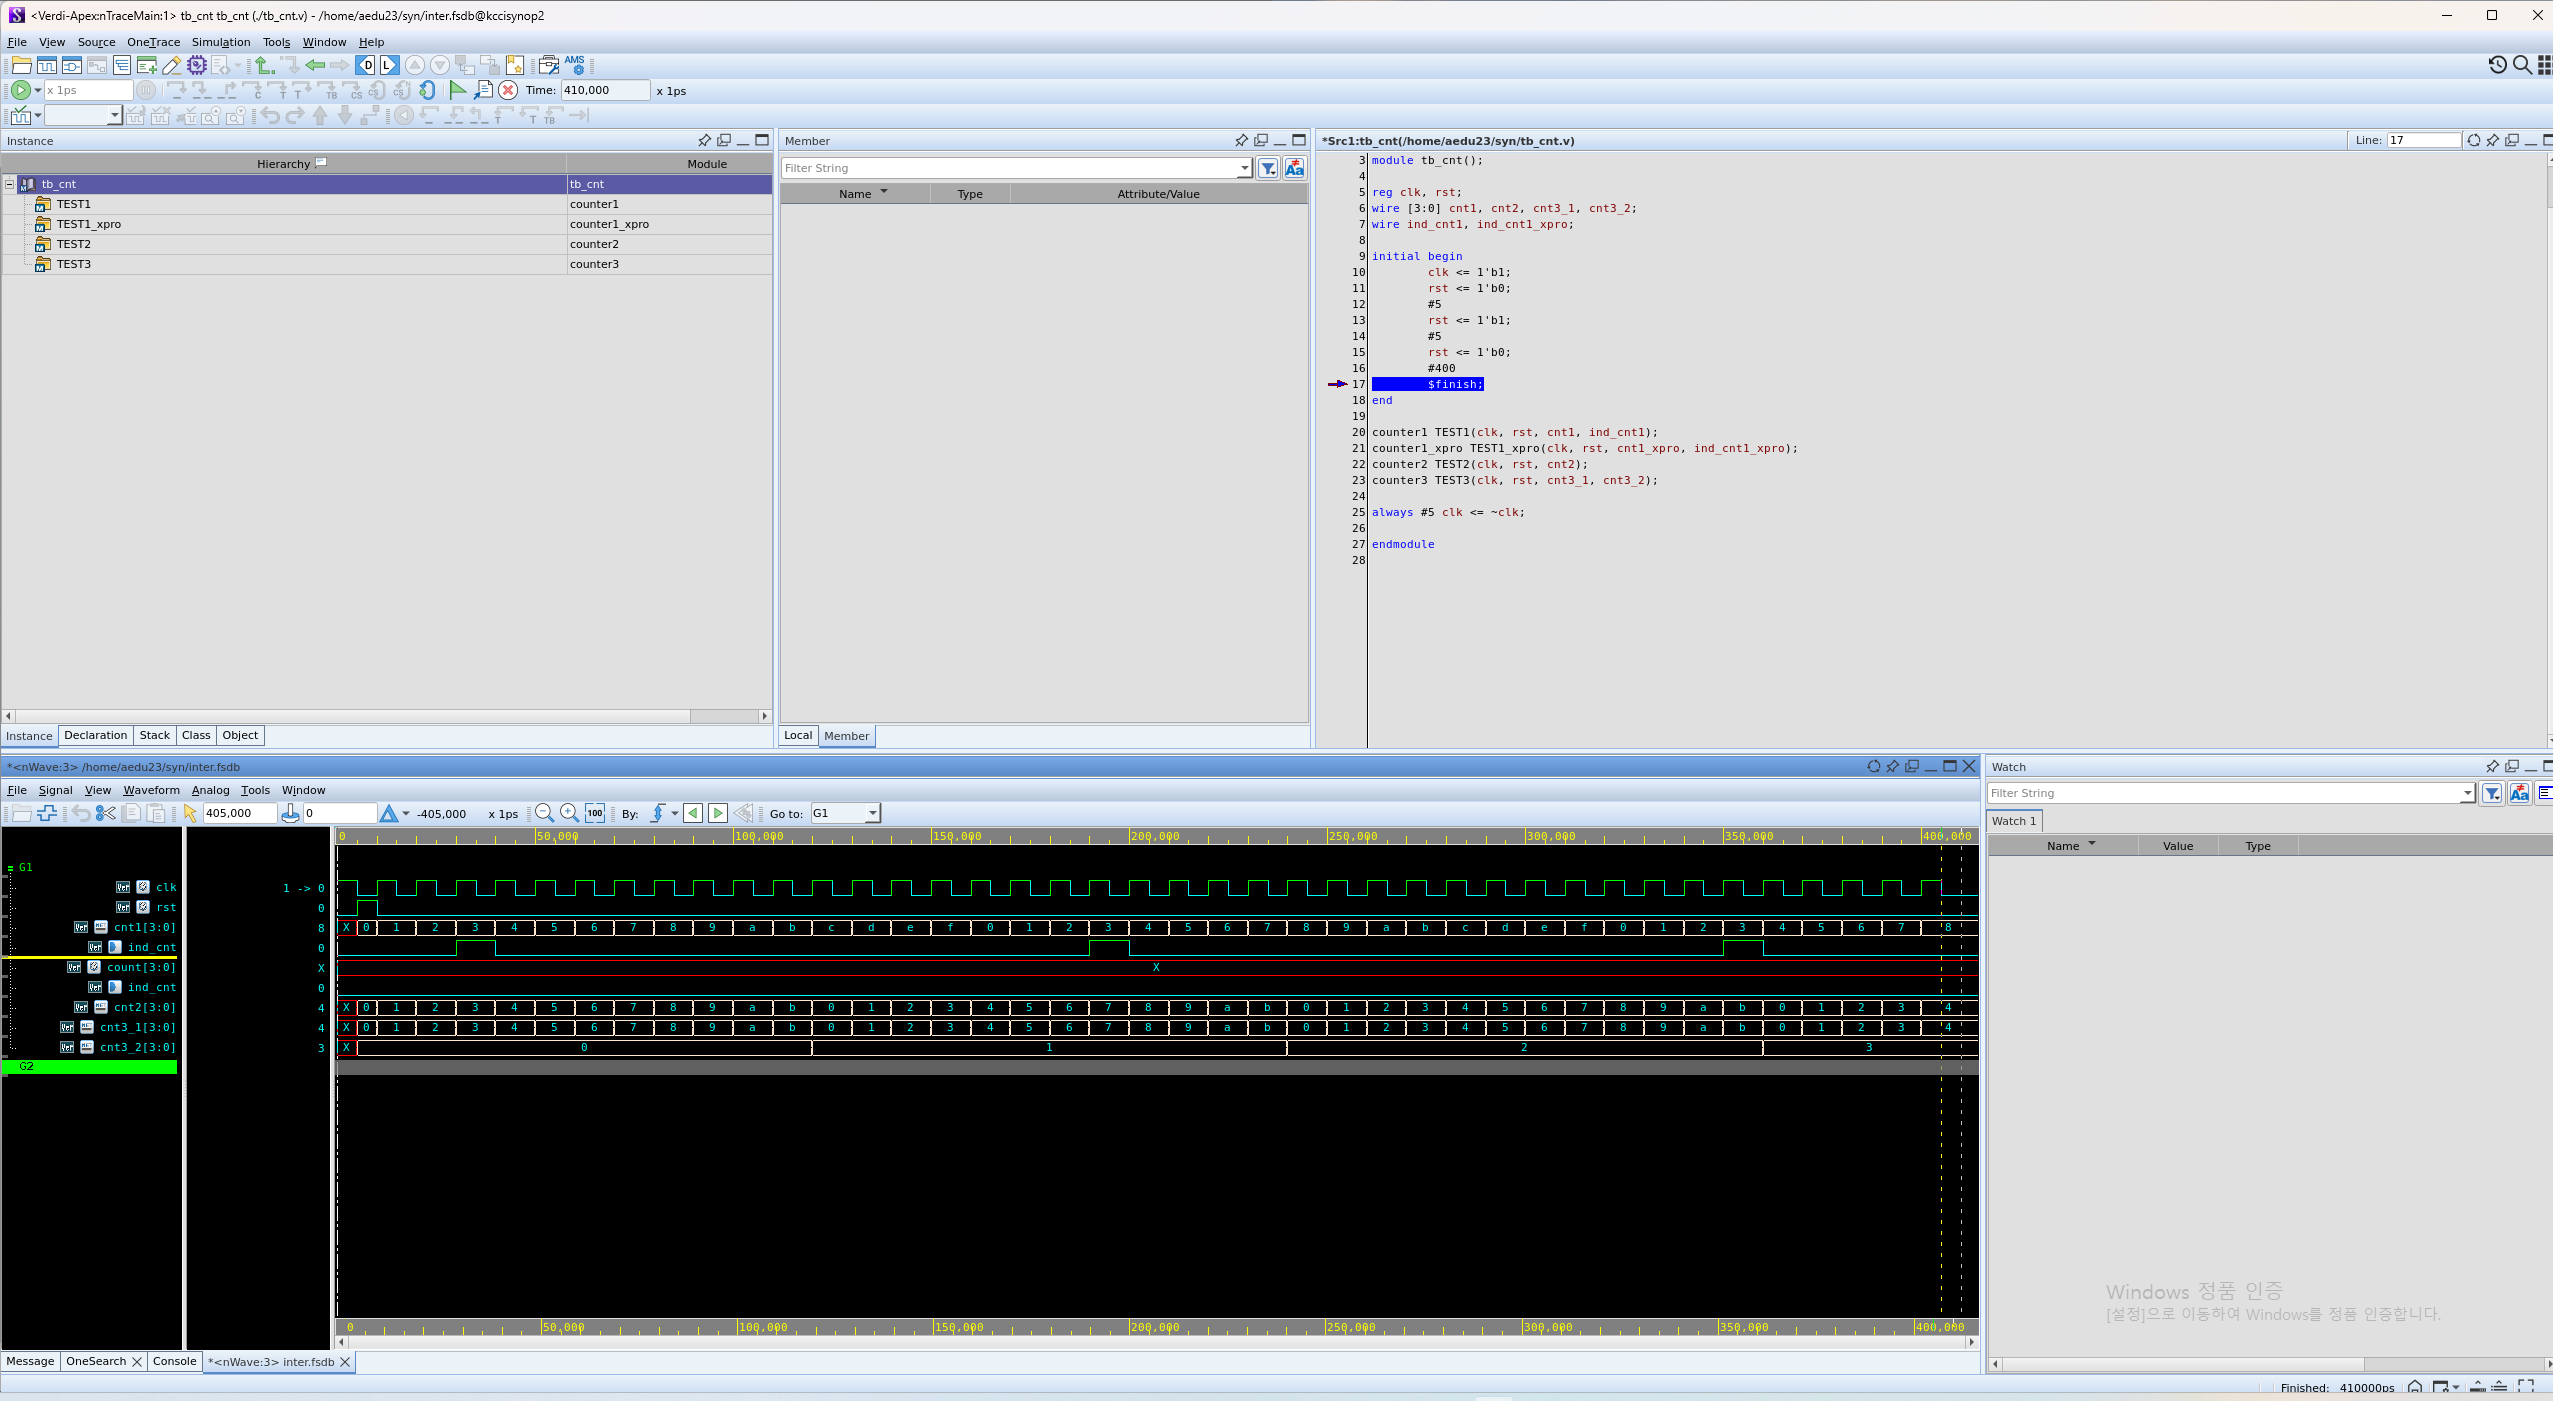 <Verdi-Apex:nTraceMain:1> tb_cnt tb_cnt (./tb_cnt.v) - /home/aedu23/syn/inter.fsdb@kccisynop2
File View Source OneTrace Simulation Tools Window Help
D L AMS
x 1ps Time: 410,000 x 1ps
Instance
Hierarchy Module
tb_cnt tb_cnt
TEST1 counter1
TEST1_xpro counter1_xpro
TEST2 counter2
TEST3 counter3
Instance Declaration Stack Class Object
Member
Filter String
Name Type Attribute/Value
Local Member
*Src1:tb_cnt(/home/aedu23/syn/tb_cnt.v) Line: 17
3 module tb_cnt();
4
5 reg clk, rst;
6 wire [3:0] cnt1, cnt2, cnt3_1, cnt3_2;
7 wire ind_cnt1, ind_cnt1_xpro;
8
9 initial begin
10 clk <= 1'b1;
11 rst <= 1'b0;
12 #5
13 rst <= 1'b1;
14 #5
15 rst <= 1'b0;
16 #400
17 $finish;
18 end
19
20 counter1 TEST1(clk, rst, cnt1, ind_cnt1);
21 counter1_xpro TEST1_xpro(clk, rst, cnt1_xpro, ind_cnt1_xpro);
22 counter2 TEST2(clk, rst, cnt2);
23 counter3 TEST3(clk, rst, cnt3_1, cnt3_2);
24
25 always #5 clk <= ~clk;
26
27 endmodule
28
*<nWave:3> /home/aedu23/syn/inter.fsdb
File Signal View Waveform Analog Tools Window
405,000 0 -405,000 x 1ps 100 By: Go to: G1
0 50,000 100,000 150,000 200,000 250,000 300,000 350,000 400,000
G1
clk 1 -> 0
rst 0
cnt1[3:0] 8 X 0 1 2 3 4 5 6 7 8 9 a b c d e f 0 1 2 3 4 5 6 7 8 9 a b c d e f 0 1 2 3 4 5 6 7 8
ind_cnt 0
count[3:0] X X
ind_cnt 0
cnt2[3:0] 4 X 0 1 2 3 4 5 6 7 8 9 a b 0 1 2 3 4 5 6 7 8 9 a b 0 1 2 3 4 5 6 7 8 9 a b 0 1 2 3 4
cnt3_1[3:0] 4 X 0 1 2 3 4 5 6 7 8 9 a b 0 1 2 3 4 5 6 7 8 9 a b 0 1 2 3 4 5 6 7 8 9 a b 0 1 2 3 4
cnt3_2[3:0] 3 X 0 1 2 3
G2
0 50,000 100,000 150,000 200,000 250,000 300,000 350,000 400,000
Message OneSearch Console *<nWave:3> inter.fsdb
Watch
Filter String
Watch 1
Name Value Type
Windows 정품 인증
[설정]으로 이동하여 Windows를 정품 인증합니다.
Finished: 410000ps